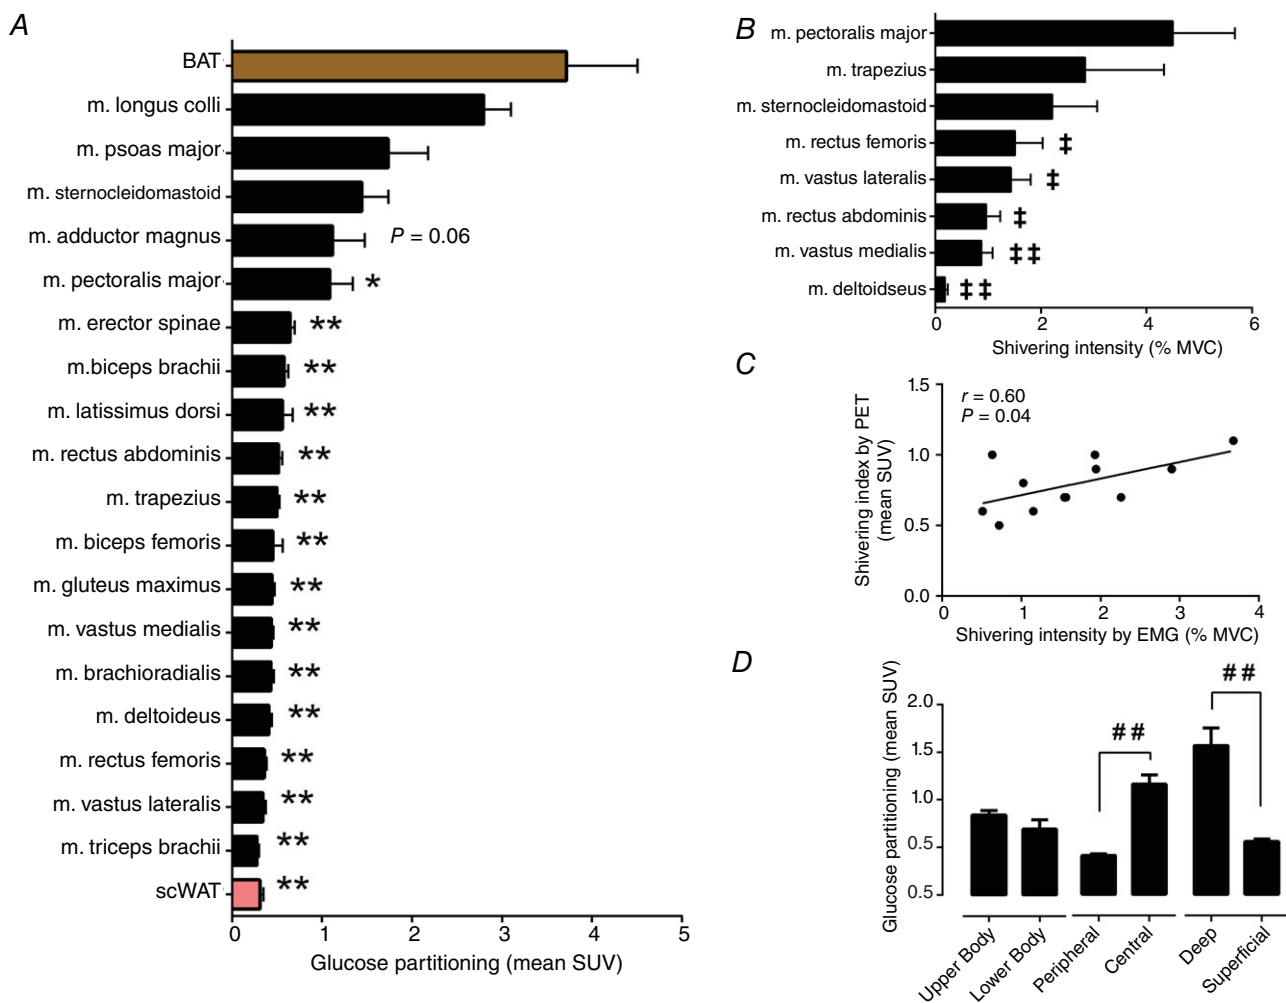 A
BAT
m. longus colli
m. psoas major
m. sternocleidomastoid
m. adductor magnus
P = 0.06
m. pectoralis major
*
m. erector spinae
**
m.biceps brachii
**
m. latissimus dorsi
**
m. rectus abdominis
**
m. trapezius
**
m. biceps femoris
**
m. gluteus maximus
**
m. vastus medialis
**
m. brachioradialis
**
m. deltoideus
**
m. rectus femoris
**
m. vastus lateralis
**
m. triceps brachii
**
scWAT
**
0 1 2 3 4 5
Glucose partitioning (mean SUV)
B
m. pectoralis major
m. trapezius
m. sternocleidomastoid
m. rectus femoris
‡
m. vastus lateralis
‡
m. rectus abdominis
‡
m. vastus medialis
‡‡
m. deltoidseus
‡‡
0 2 4 6
Shivering intensity (% MVC)
C
Shivering index by PET
(mean SUV)
1.5
1.0
0.5
0.0
r = 0.60
P = 0.04
0 1 2 3 4
Shivering intensity by EMG (% MVC)
D
Glucose partitioning (mean SUV)
2.0
1.5
1.0
0.5
0.5
##
##
Upper Body
Lower Body
Peripheral
Central
Deep
Superficial